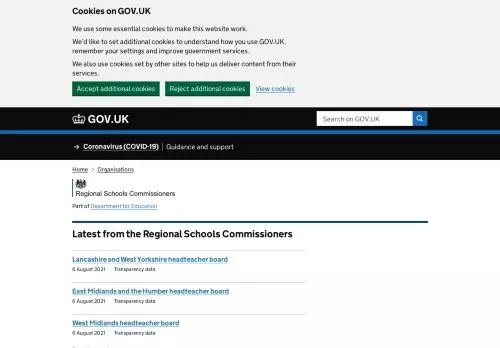 Cookies on GOV.UK
We use some essential cookies to make this website work.
We'd like to set additional cookies to understand how you use GOV.UK,
remember your settings and improve government services.
We also use cookies set by other sites to help us deliver content from their
services.
Accept additional cookies Reject additional cookies View cookies
GOV.UK Search on GOV.UK
→ Coronavirus (COVID-19) | Guidance and support
Home > Organisations
Regional Schools Commissioners
Part of Department for Education
Latest from the Regional Schools Commissioners
Lancashire and West Yorkshire headteacher board
6 August 2021 Transparency data
East Midlands and the Humber headteacher board
6 August 2021 Transparency data
West Midlands headteacher board
6 August 2021 Transparency data